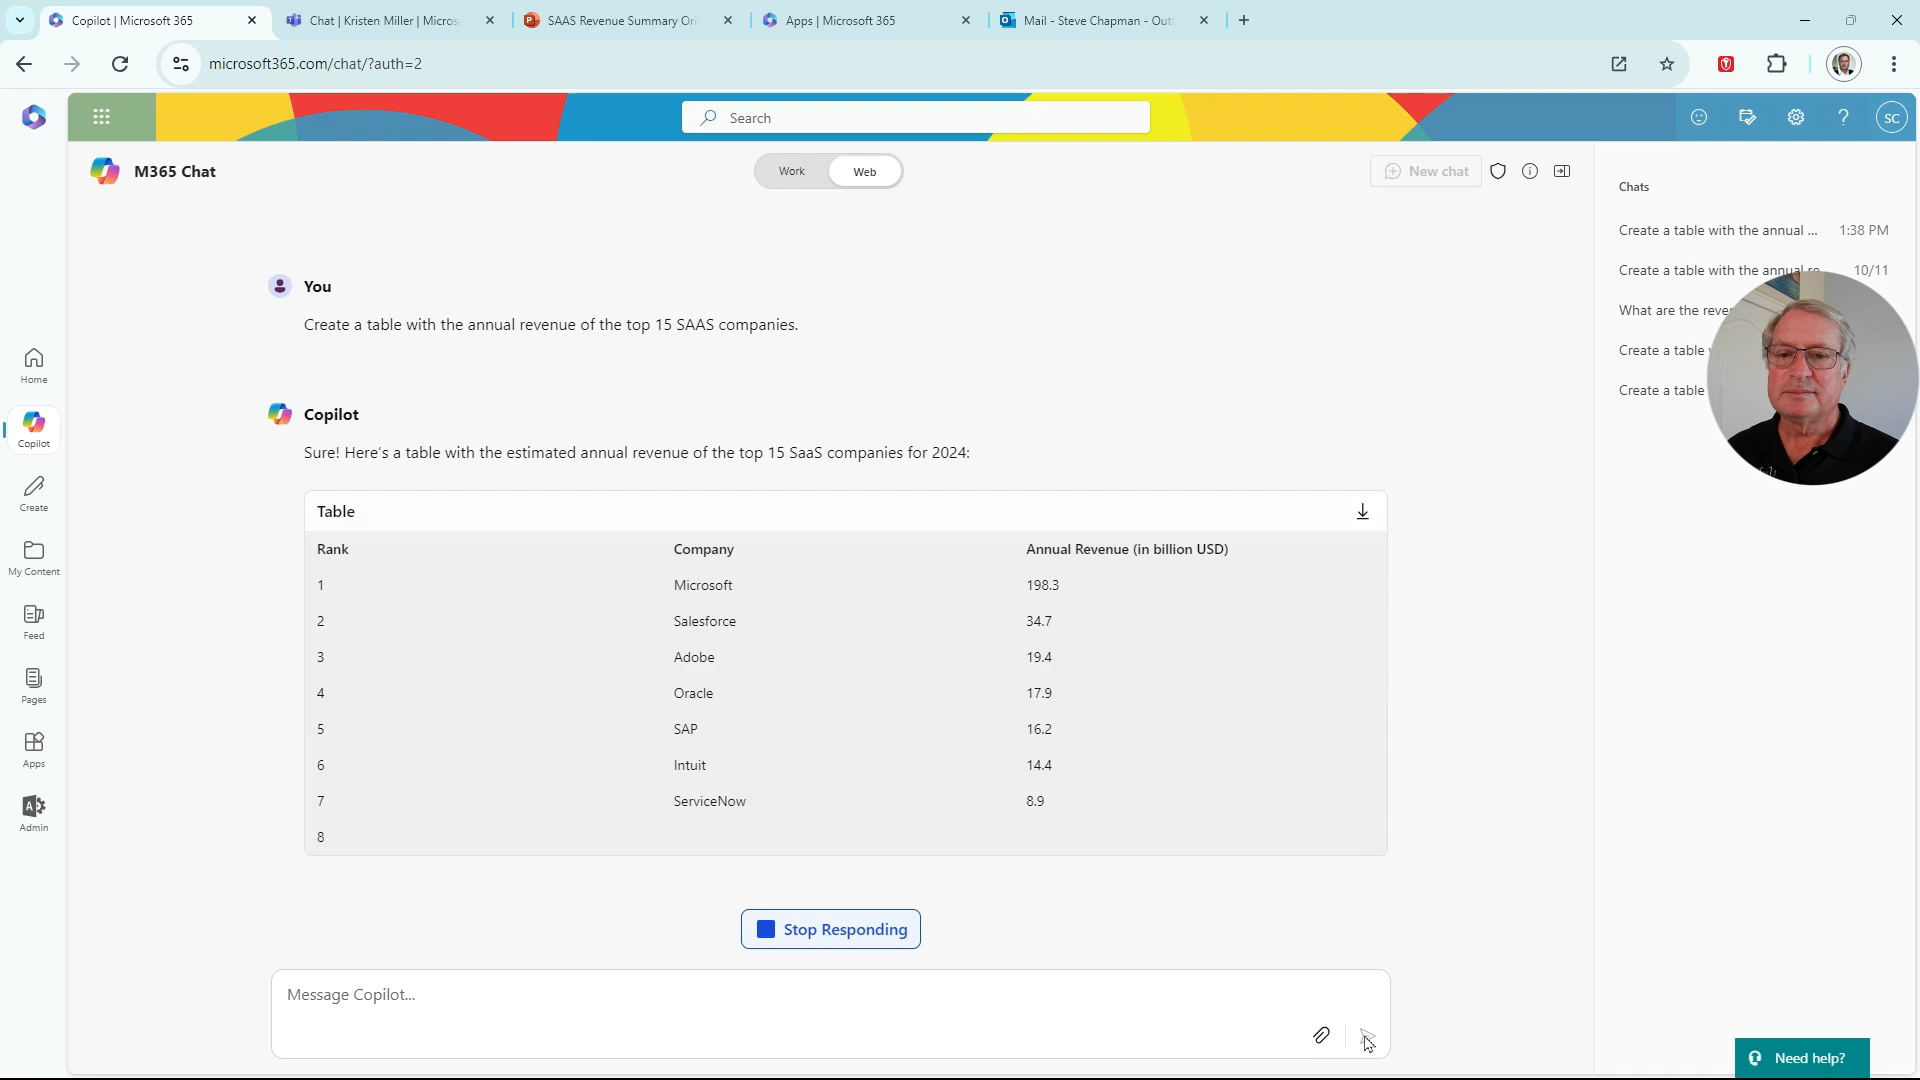 Copilot | Microsoft 365
Chat | Kristen Miller | Micros
SAAS Revenue Summary Ori
Apps | Microsoft 365
Mail - Steve Chapman - Outl
microsoft365.com/chat/?auth=2
Search
SC
M365 Chat
Work
Web
New chat
Chats
Create a table with the annual ... 1:38 PM
Create a table with the annual re 10/11
What are the reve
Create a table
Create a table
Home
Copilot
Create
My Content
Feed
Pages
Apps
Admin
You
Create a table with the annual revenue of the top 15 SAAS companies.
Copilot
Sure! Here's a table with the estimated annual revenue of the top 15 SaaS companies for 2024:
Table
Rank Company Annual Revenue (in billion USD)
1 Microsoft 198.3
2 Salesforce 34.7
3 Adobe 19.4
4 Oracle 17.9
5 SAP 16.2
6 Intuit 14.4
7 ServiceNow 8.9
8
Stop Responding
Message Copilot...
Need help?